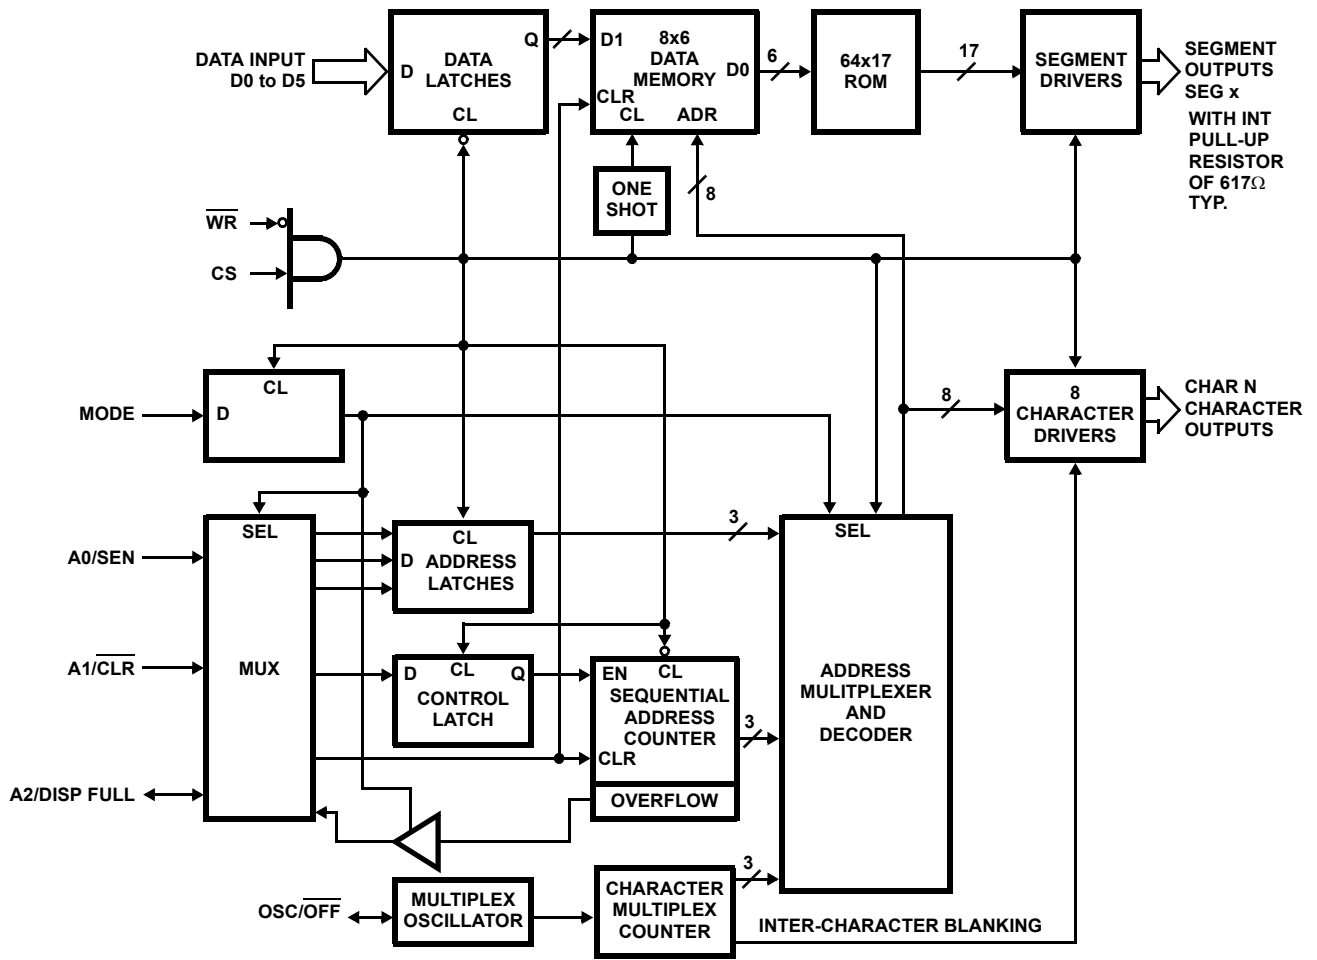 DATA INPUT
D0 to D5
D
DATA
LATCHES
Q
CL
D1
8x6
DATA
MEMORY
D0
CLR
CL
ADR
6
64x17
ROM
17
SEGMENT
DRIVERS
SEGMENT
OUTPUTS
SEG x
WITH INT
PULL-UP
RESISTOR
OF 617Ω
TYP.
ONE
SHOT
8
WR
CS
MODE
CL
D
8
8
CHARACTER
DRIVERS
CHAR N
CHARACTER
OUTPUTS
A0/SEN
A1/CLR
A2/DISP FULL
SEL
MUX
CL
D
ADDRESS
LATCHES
3
SEL
ADDRESS
MULITPLEXER
AND
DECODER
D
CL
Q
CONTROL
LATCH
EN
CL
SEQUENTIAL
ADDRESS
COUNTER
CLR
3
OVERFLOW
OSC/OFF
MULTIPLEX
OSCILLATOR
CHARACTER
MULTIPLEX
COUNTER
3
INTER-CHARACTER BLANKING